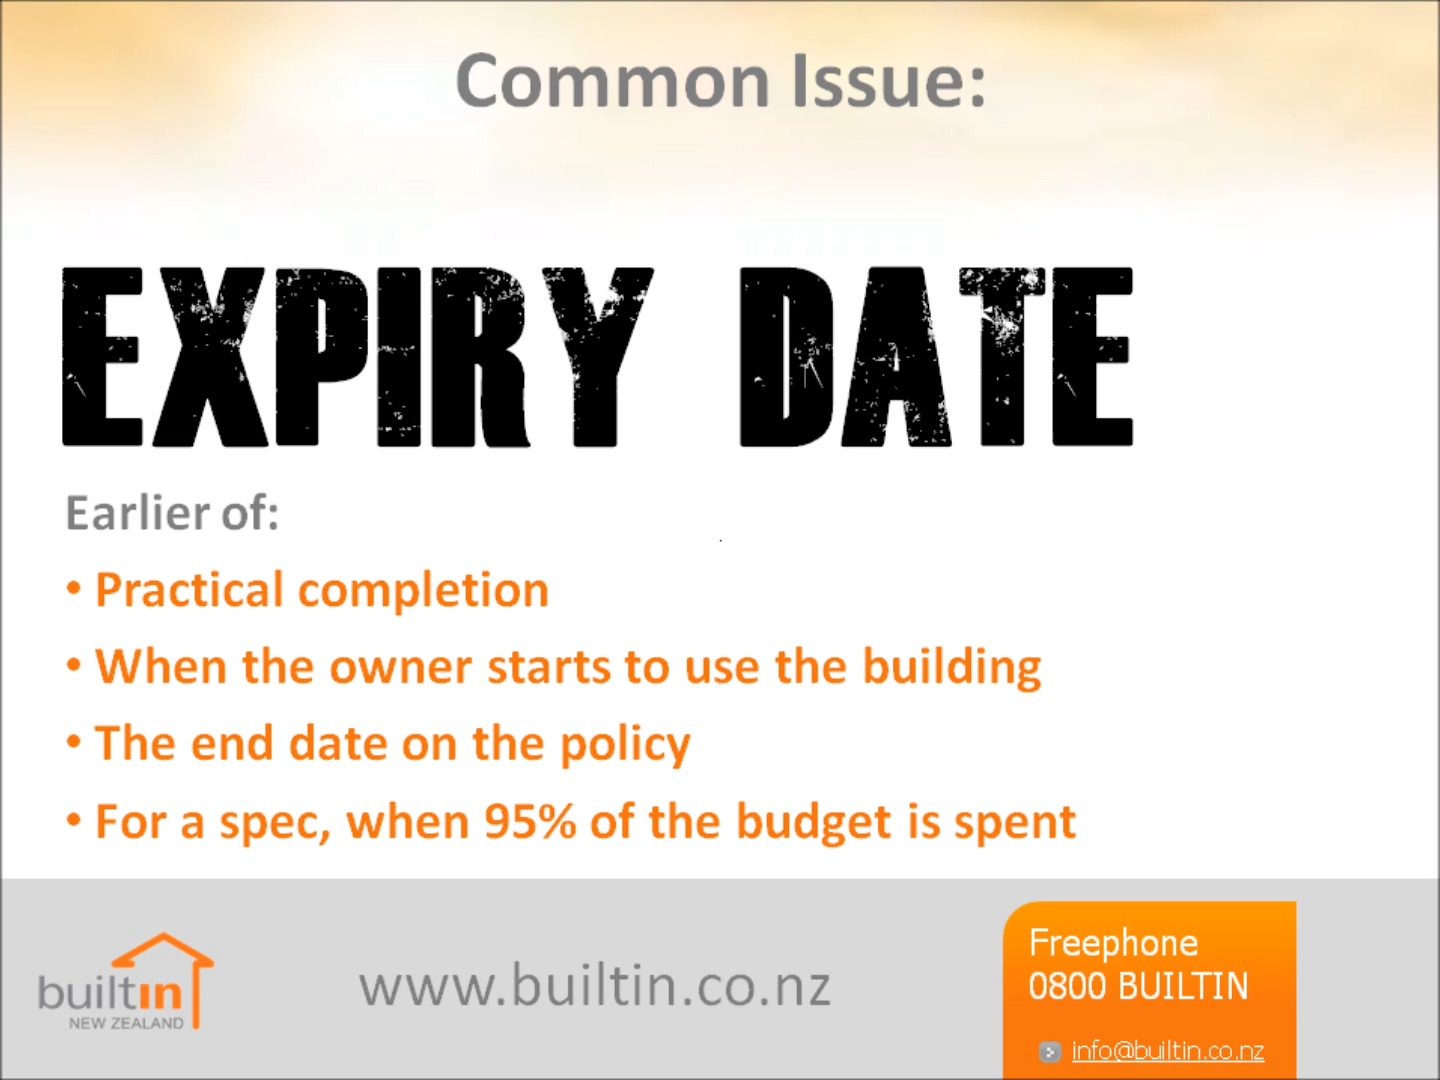 Common Issue:
EXPIRY DATE
Earlier of:
• Practical completion
• When the owner starts to use the building
• The end date on the policy
• For a spec, when 95% of the budget is spent
builtin
NEW ZEALAND
www.builtin.co.nz
Freephone
0800 BUILTIN
info@builtin.co.nz